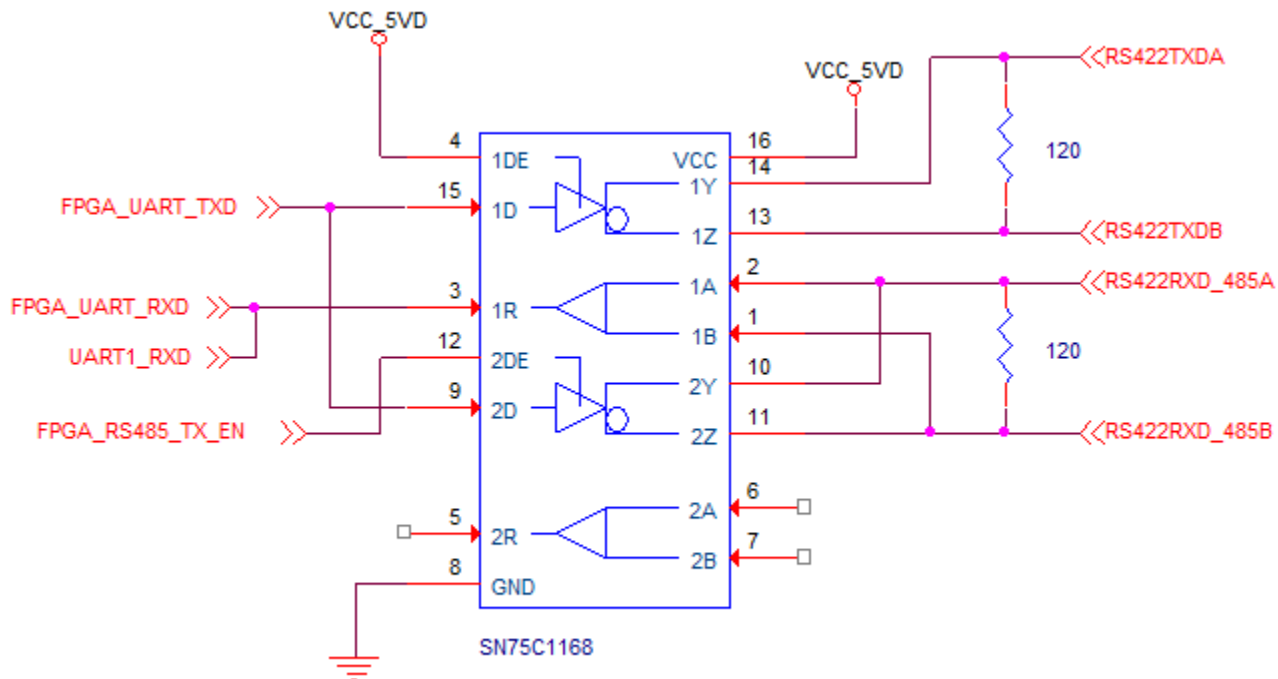 VCC_5VD
VCC_5VD
RS422TXDA
4
16
1DE
VCC
14
120
15
1Y
FPGA_UART_TXD
1D
13
1Z
RS422TXDB
2
1A
RS422RXD_485A
3
FPGA_UART_RXD
1R
1
1B
UART1_RXD
12
120
2DE
10
2Y
9
2D
11
FPGA_RS485_TX_EN
2Z
RS422RXD_485B
6
2A
5
2R
7
2B
8
GND
SN75C1168